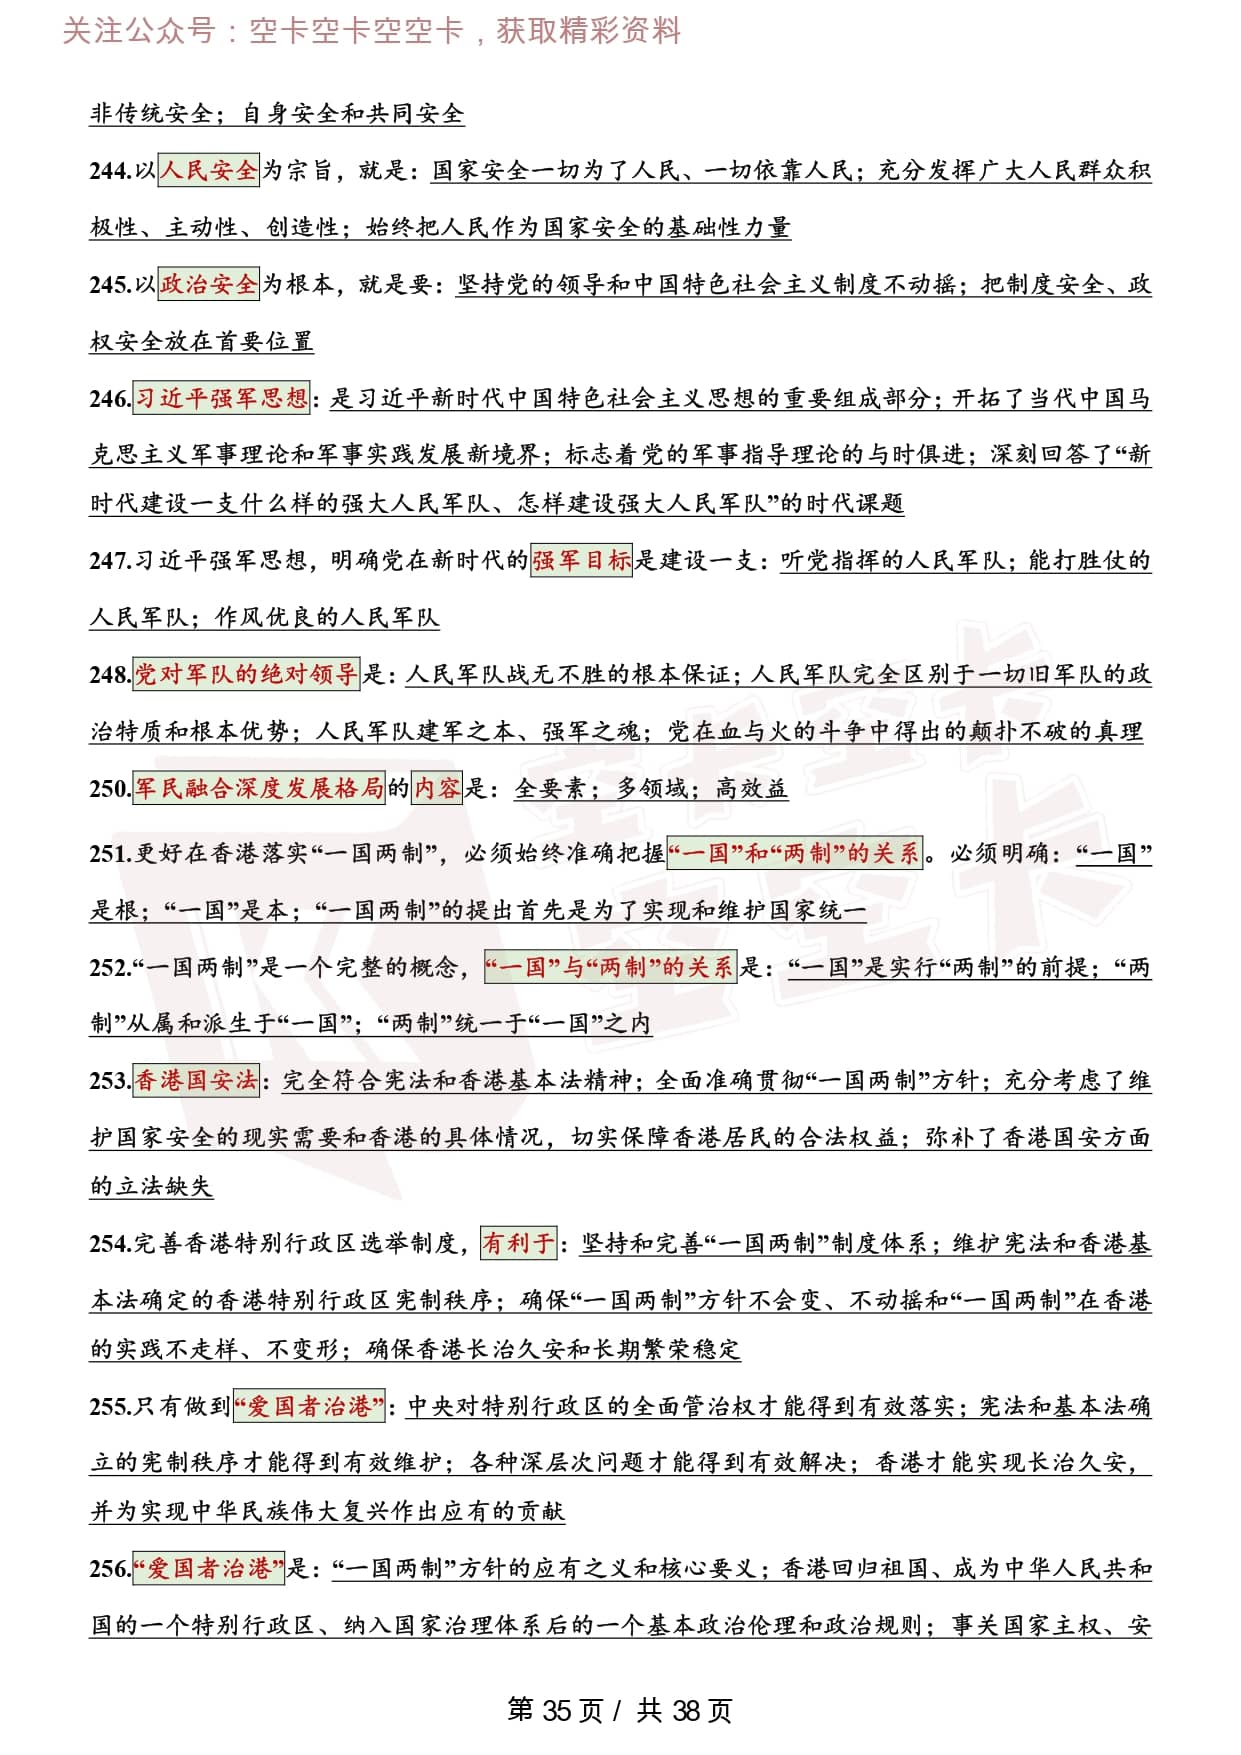 关注公众号：空卡空卡空空卡，获取精彩资料
非传统安全；自身安全和共同安全
244.以人民安全为宗旨，就是：国家安全一切为了人民、一切依靠人民；充分发挥广大人民群众积
极性、主动性、创造性；始终把人民作为国家安全的基础性力量
245.以政治安全为根本，就是要：坚持党的领导和中国特色社会主义制度不动摇；把制度安全、政
权安全放在首要位置
246.习近平强军思想：是习近平新时代中国特色社会主义思想的重要组成部分；开拓了当代中国马
克思主义军事理论和军事实践发展新境界；标志着党的军事指导理论的与时俱进；深刻回答了“新
时代建设一支什么样的强大人民军队、怎样建设强大人民军队”的时代课题
247.习近平强军思想，明确党在新时代的强军目标是建设一支：听党指挥的人民军队；能打胜仗的
人民军队；作风优良的人民军队
248.党对军队的绝对领导是：人民军队战无不胜的根本保证；人民军队完全区别于一切旧军队的政
治特质和根本优势；人民军队建军之本、强军之魂；党在血与火的斗争中得出的颠扑不破的真理
250.军民融合深度发展格局的内容是：全要素；多领域；高效益
251.更好在香港落实“一国两制”，必须始终准确把握“一国”和“两制”的关系。必须明确：“一国”
是根；“一国”是本；“一国两制”的提出首先是为了实现和维护国家统一
252.“一国两制”是一个完整的概念，“一国”与“两制”的关系是：“一国”是实行“两制”的前提；“两
制”从属和派生于“一国”；“两制”统一于“一国”之内
253.香港国安法：完全符合宪法和香港基本法精神；全面准确贯彻“一国两制”方针；充分考虑了维
护国家安全的现实需要和香港的具体情况，切实保障香港居民的合法权益；弥补了香港国安方面
的立法缺失
254.完善香港特别行政区选举制度，有利于：坚持和完善“一国两制”制度体系；维护宪法和香港基
本法确定的香港特别行政区宪制秩序；确保“一国两制”方针不会变、不动摇和“一国两制”在香港
的实践不走样、不变形；确保香港长治久安和长期繁荣稳定
255.只有做到“爱国者治港”：中央对特别行政区的全面管治权才能得到有效落实；宪法和基本法确
立的宪制秩序才能得到有效维护；各种深层次问题才能得到有效解决；香港才能实现长治久安，
并为实现中华民族伟大复兴作出应有的贡献
256.“爱国者治港”是：“一国两制”方针的应有之义和核心要义；香港回归祖国、成为中华人民共和
国的一个特别行政区、纳入国家治理体系后的一个基本政治伦理和政治规则；事关国家主权、安
空卡空卡
空空卡
第 35 页 / 共 38 页